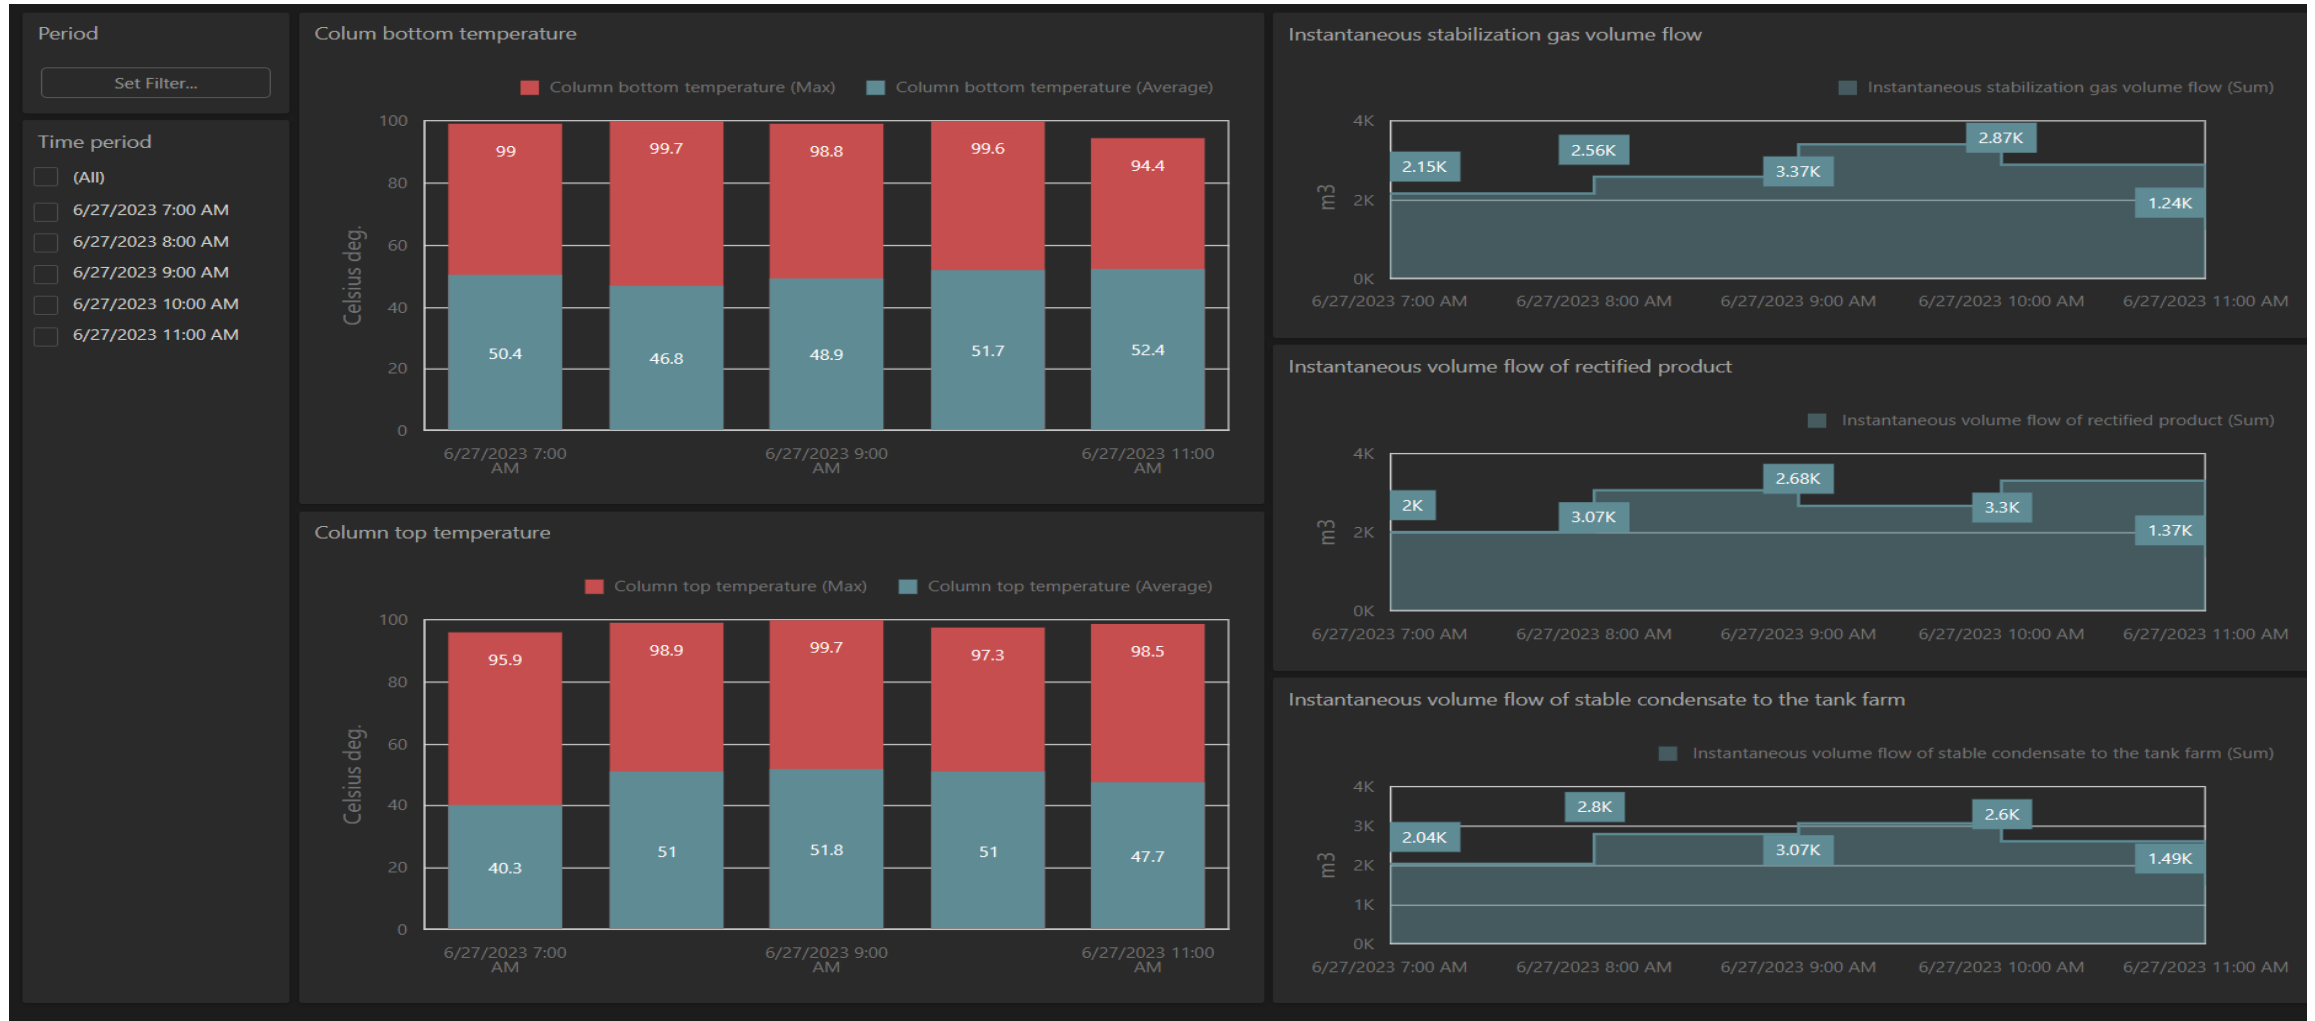 Period
Set Filter...
Time period
(All)
6/27/2023 7:00 AM
6/27/2023 8:00 AM
6/27/2023 9:00 AM
6/27/2023 10:00 AM
6/27/2023 11:00 AM
Colum bottom temperature
Column bottom temperature (Max)
Column bottom temperature (Average)
Celsius deg.
100
80
60
40
20
0
99
99.7
98.8
99.6
94.4
50.4
46.8
48.9
51.7
52.4
6/27/2023 7:00
AM
6/27/2023 9:00
AM
6/27/2023 11:00
AM
Column top temperature
Column top temperature (Max)
Column top temperature (Average)
Celsius deg.
100
80
60
40
20
0
95.9
98.9
99.7
97.3
98.5
40.3
51
51.8
51
47.7
6/27/2023 7:00
AM
6/27/2023 9:00
AM
6/27/2023 11:00
AM
Instantaneous stabilization gas volume flow
Instantaneous stabilization gas volume flow (Sum)
m3
4K
2K
0K
2.15K
2.56K
3.37K
2.87K
1.24K
6/27/2023 7:00 AM
6/27/2023 8:00 AM
6/27/2023 9:00 AM
6/27/2023 10:00 AM
6/27/2023 11:00 AM
Instantaneous volume flow of rectified product
Instantaneous volume flow of rectified product (Sum)
m3
4K
2K
0K
2K
3.07K
2.68K
3.3K
1.37K
6/27/2023 7:00 AM
6/27/2023 8:00 AM
6/27/2023 9:00 AM
6/27/2023 10:00 AM
6/27/2023 11:00 AM
Instantaneous volume flow of stable condensate to the tank farm
Instantaneous volume flow of stable condensate to the tank farm (Sum)
m3
4K
3K
2K
1K
0K
2.04K
2.8K
3.07K
2.6K
1.49K
6/27/2023 7:00 AM
6/27/2023 8:00 AM
6/27/2023 9:00 AM
6/27/2023 10:00 AM
6/27/2023 11:00 AM